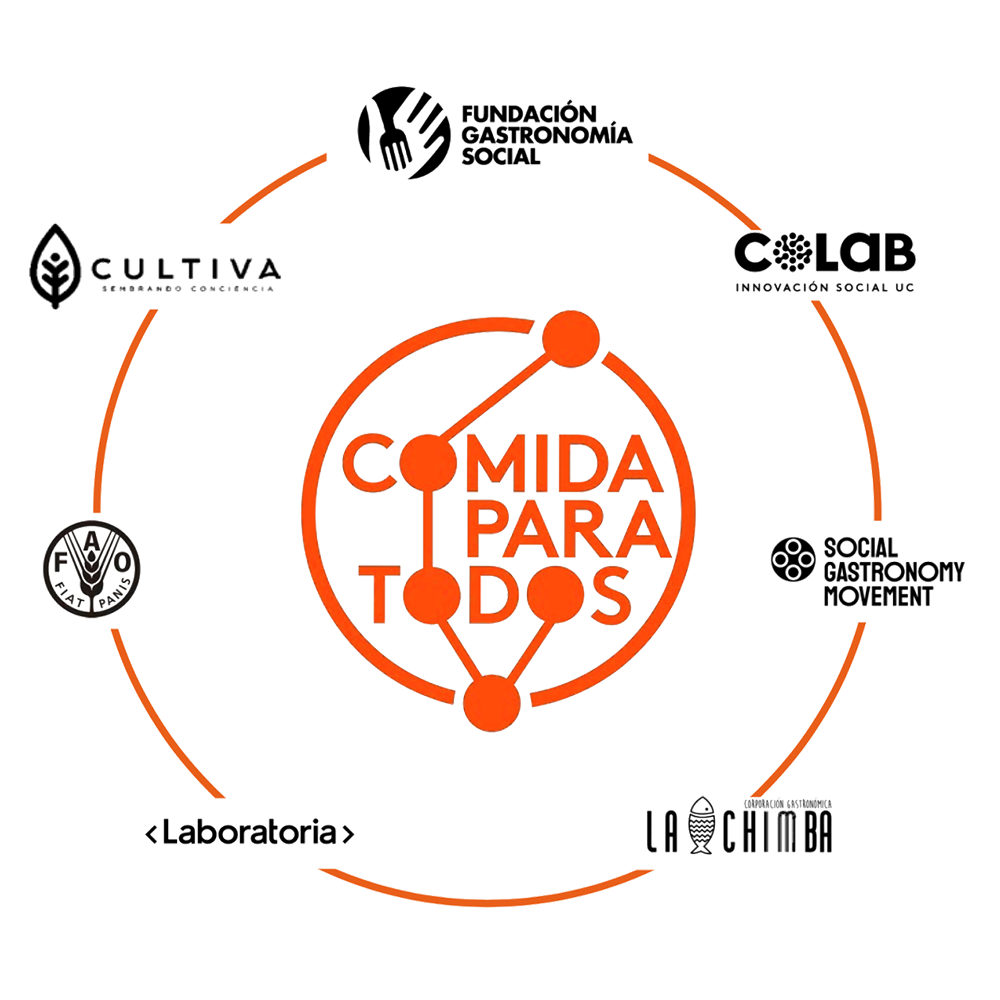 FUNDACIÓN
GASTRONOMÍA
SOCIAL
CULTIVA
SEMBRANDO CONCIENCIA
COLAB
INNOVACIÓN SOCIAL UC
COMIDA
PARA
TODOS
FAO
FIAT PANIS
SOCIAL
GASTRONOMY
MOVEMENT
<Laboratoria>
CORPORACIÓN GASTRONÓMICA
LA CHIMBA